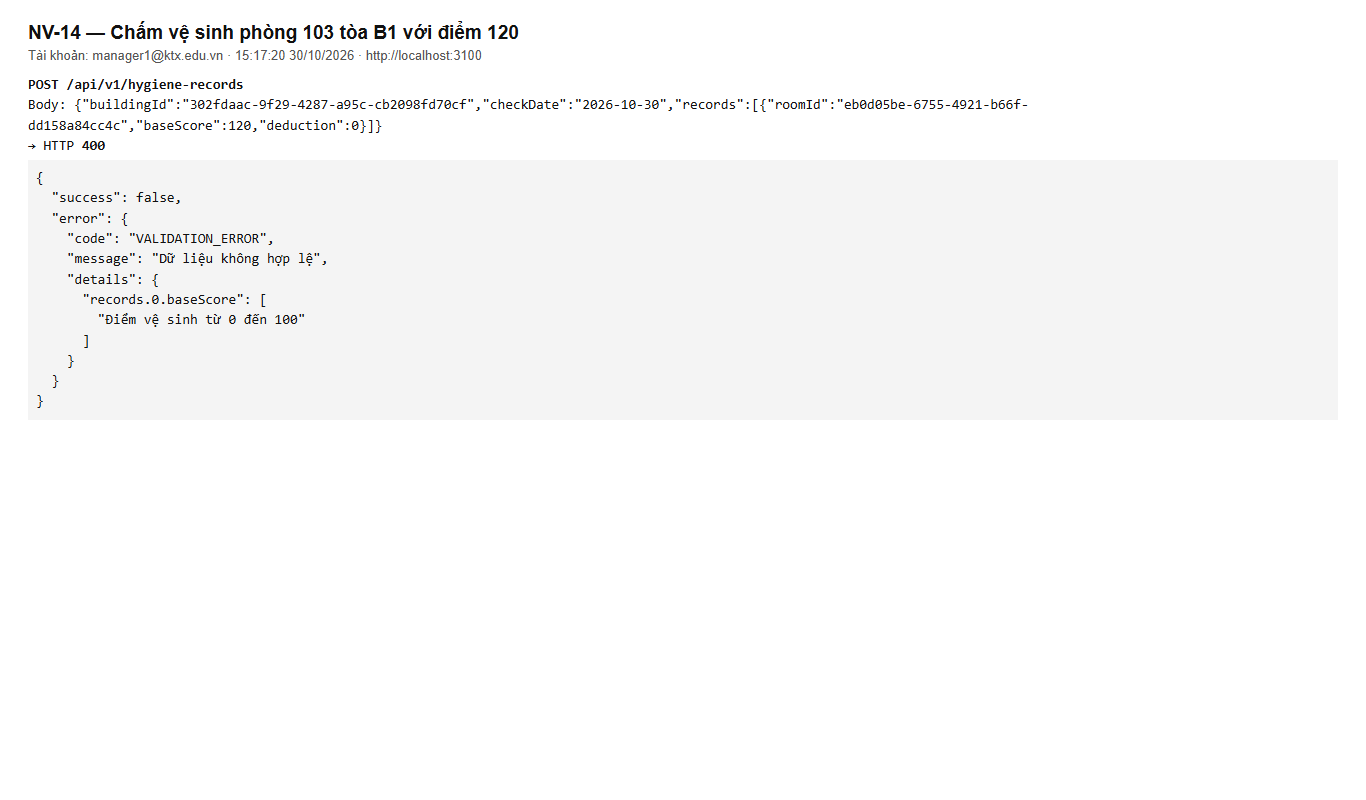 NV-14 — Chấm vệ sinh phòng 103 tòa B1 với điểm 120
Tài khoản: manager1@ktx.edu.vn · 15:17:20 30/10/2026 · http://localhost:3100
POST /api/v1/hygiene-records
Body: {"buildingId":"302fdaac-9f29-4287-a95c-cb2098fd70cf","checkDate":"2026-10-30","records":[{"roomId":"eb0d05be-6755-4921-b66f-
dd158a84cc4c","baseScore":120,"deduction":0}]}
→ HTTP 400
{
  "success": false,
  "error": {
    "code": "VALIDATION_ERROR",
    "message": "Dữ liệu không hợp lệ",
    "details": {
      "records.0.baseScore": [
        "Điểm vệ sinh từ 0 đến 100"
      ]
    }
  }
}